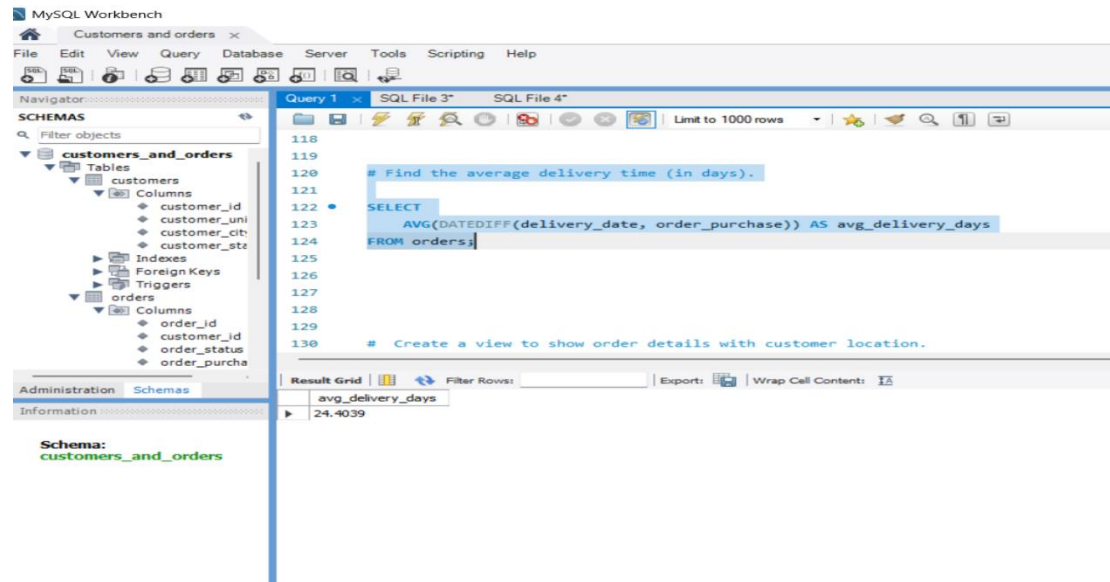 MySQL Workbench
Customers and orders ×
File Edit View Query Database Server Tools Scripting Help
Navigator
SCHEMAS
Filter objects
customers_and_orders
Tables
customers
Columns
customer_id
customer_uni
customer_city
customer_sta
Indexes
Foreign Keys
Triggers
orders
Columns
order_id
customer_id
order_status
order_purcha
Administration Schemas
Information
Schema:
customers_and_orders
Query 1 × SQL File 3* SQL File 4*
Limit to 1000 rows
118
119
120 # Find the average delivery time (in days).
121
122 SELECT
123 AVG(DATEDIFF(delivery_date, order_purchase)) AS avg_delivery_days
124 FROM orders;
125
126
127
128
129
130 # Create a view to show order details with customer location.
Result Grid Filter Rows: Export: Wrap Cell Content:
avg_delivery_days
24.4039